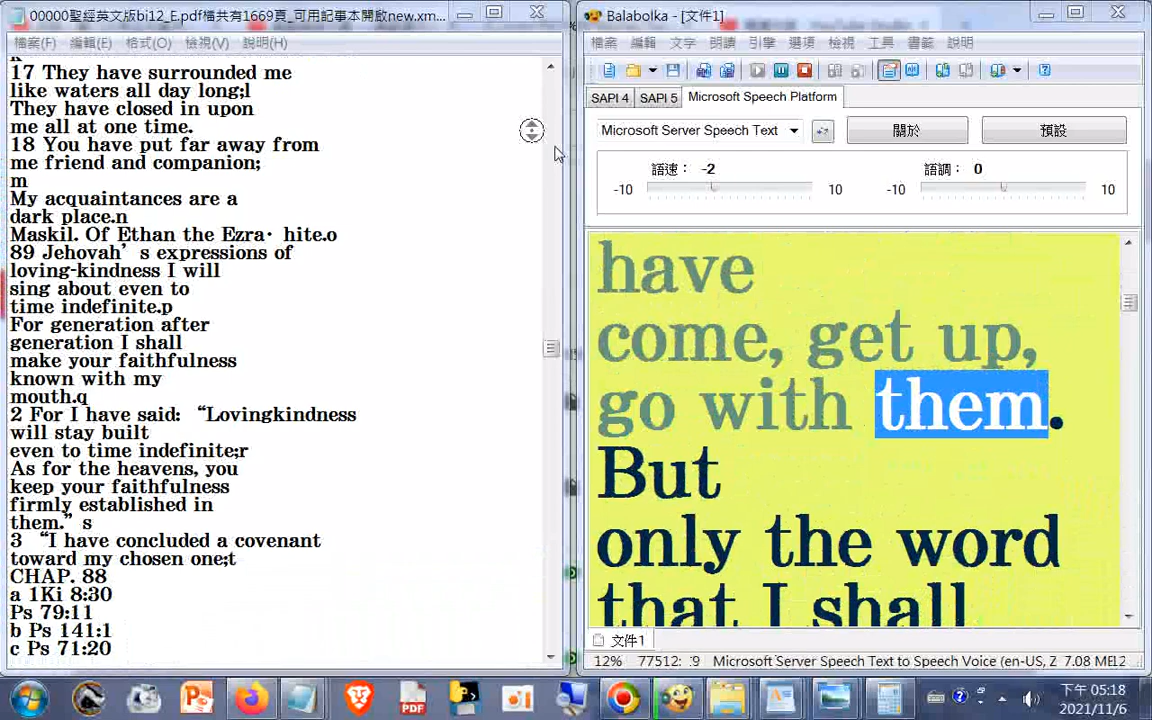 00000聖經英文版bi12_E.pdf檔共有1669頁_可用記事本開啟new.xm...
檔案(F) 編輯(E) 格式(O) 檢視(V) 說明(H)
17 They have surrounded me
like waters all day long;l
They have closed in upon
me all at one time.
18 You have put far away from
me friend and companion;
m
My acquaintances are a
dark place.n
Maskil. Of Ethan the Ezra· hite.o
89 Jehovah’s expressions of
loving-kindness I will
sing about even to
time indefinite.p
For generation after
generation I shall
make your faithfulness
known with my
mouth.q
2 For I have said: “Lovingkindness
will stay built
even to time indefinite;r
As for the heavens, you
keep your faithfulness
firmly established in
them.” s
3 “I have concluded a covenant
toward my chosen one;t
CHAP. 88
a 1Ki 8:30
Ps 79:11
b Ps 141:1
c Ps 71:20
Balabolka - [文件1]
檔案 編輯 文字 朗讀 引擎 選項 檢視 工具 書籤 說明
SAPI 4 SAPI 5 Microsoft Speech Platform
Microsoft Server Speech Text 關於 預設
語速: -2 語調: 0
-10 10 -10 10
have
come, get up,
go with them.
But
only the word
that I shall
文件1
12% 77512: Microsoft Server Speech Text to Speech Voice (en-US, Z 7.08 ME
下午 05:18
2021/11/6